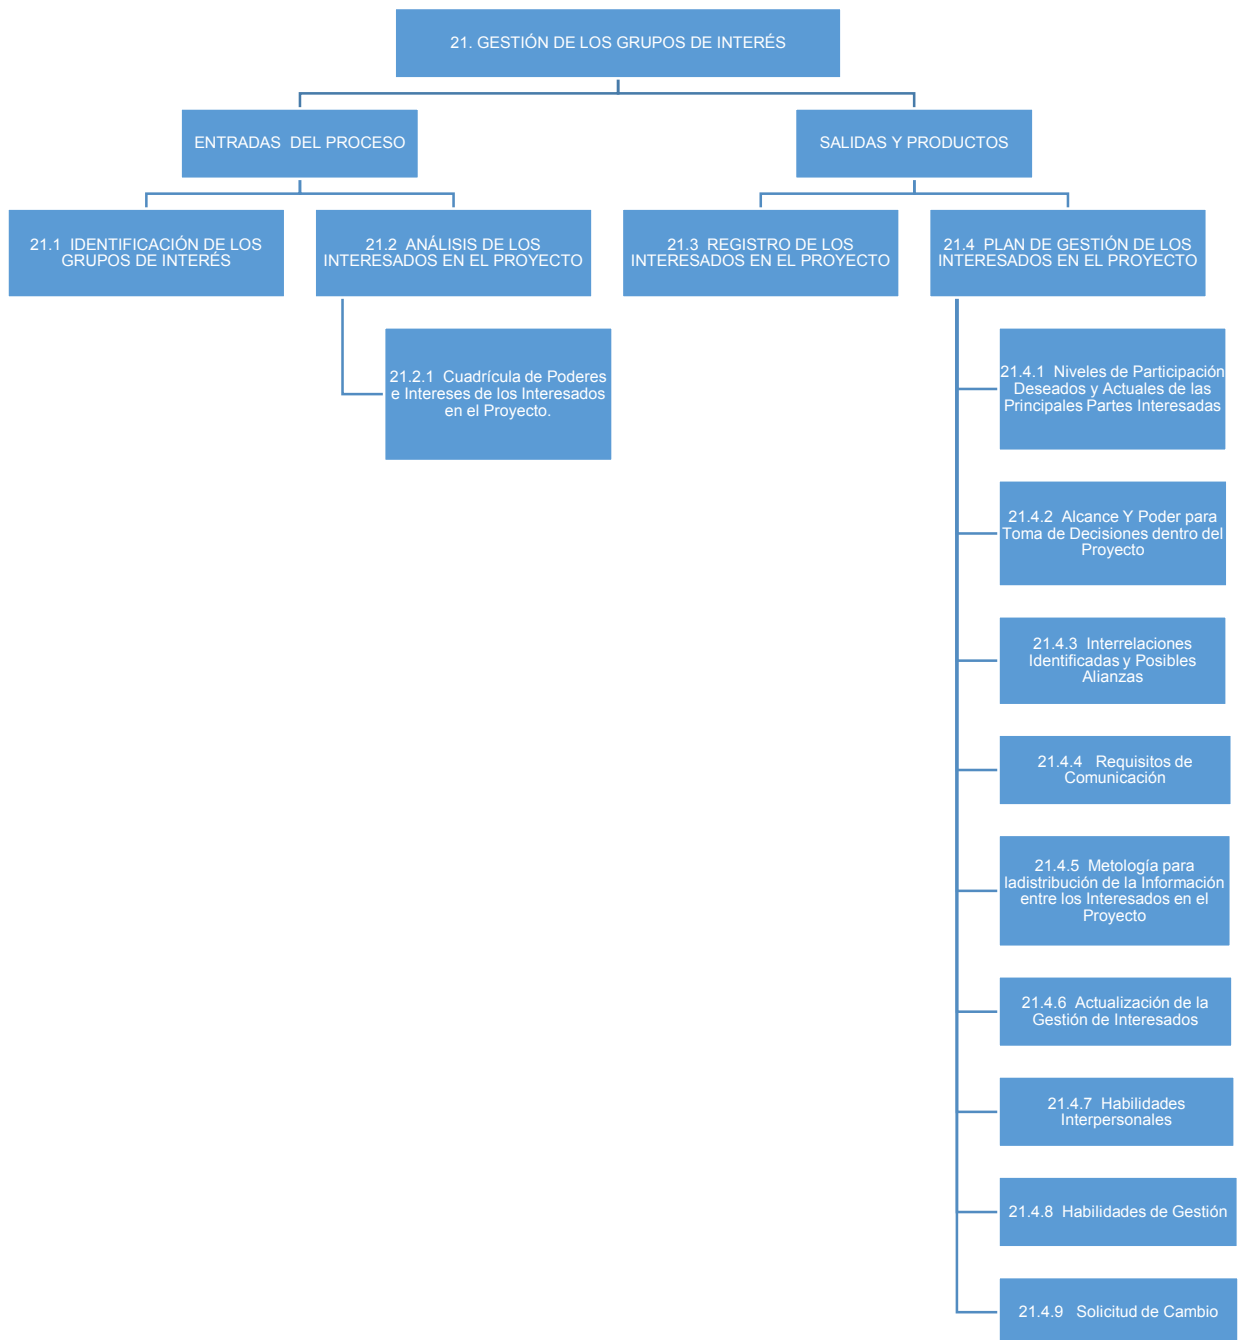 21. GESTIÓN DE LOS GRUPOS DE INTERÉS
ENTRADAS DEL PROCESO
SALIDAS Y PRODUCTOS
21.1 IDENTIFICACIÓN DE LOS
GRUPOS DE INTERÉS
21.2 ANÁLISIS DE LOS
INTERESADOS EN EL PROYECTO
21.3 REGISTRO DE LOS
INTERESADOS EN EL PROYECTO
21.4 PLAN DE GESTIÓN DE LOS
INTERESADOS EN EL PROYECTO
21.2.1 Cuadrícula de Poderes
e Intereses de los Interesados
en el Proyecto.
21.4.1 Niveles de Participación
Deseados y Actuales de las
Principales Partes Interesadas
21.4.2 Alcance Y Poder para
Toma de Decisiones dentro del
Proyecto
21.4.3 Interrelaciones
Identificadas y Posibles
Alianzas
21.4.4 Requisitos de
Comunicación
21.4.5 Metología para
ladistribución de la Información
entre los Interesados en el
Proyecto
21.4.6 Actualización de la
Gestión de Interesados
21.4.7 Habilidades
Interpersonales
21.4.8 Habilidades de Gestión
21.4.9 Solicitud de Cambio